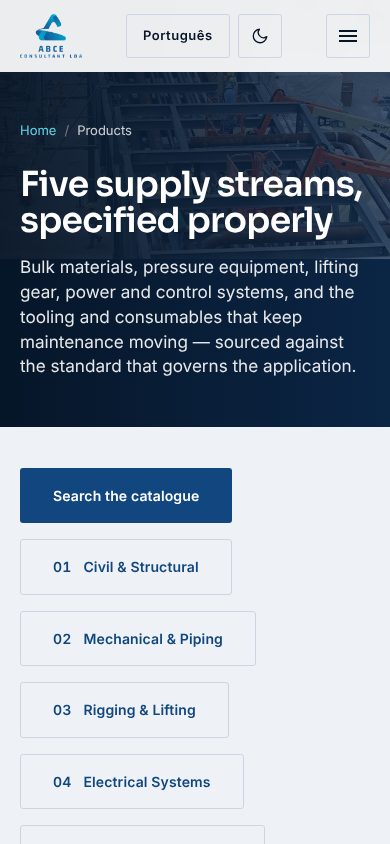 Português
ABCE
CONSULTANT LDA
Home / Products
Five supply streams,
specified properly
Bulk materials, pressure equipment, lifting
gear, power and control systems, and the
tooling and consumables that keep
maintenance moving — sourced against
the standard that governs the application.
Search the catalogue
01 Civil & Structural
02 Mechanical & Piping
03 Rigging & Lifting
04 Electrical Systems